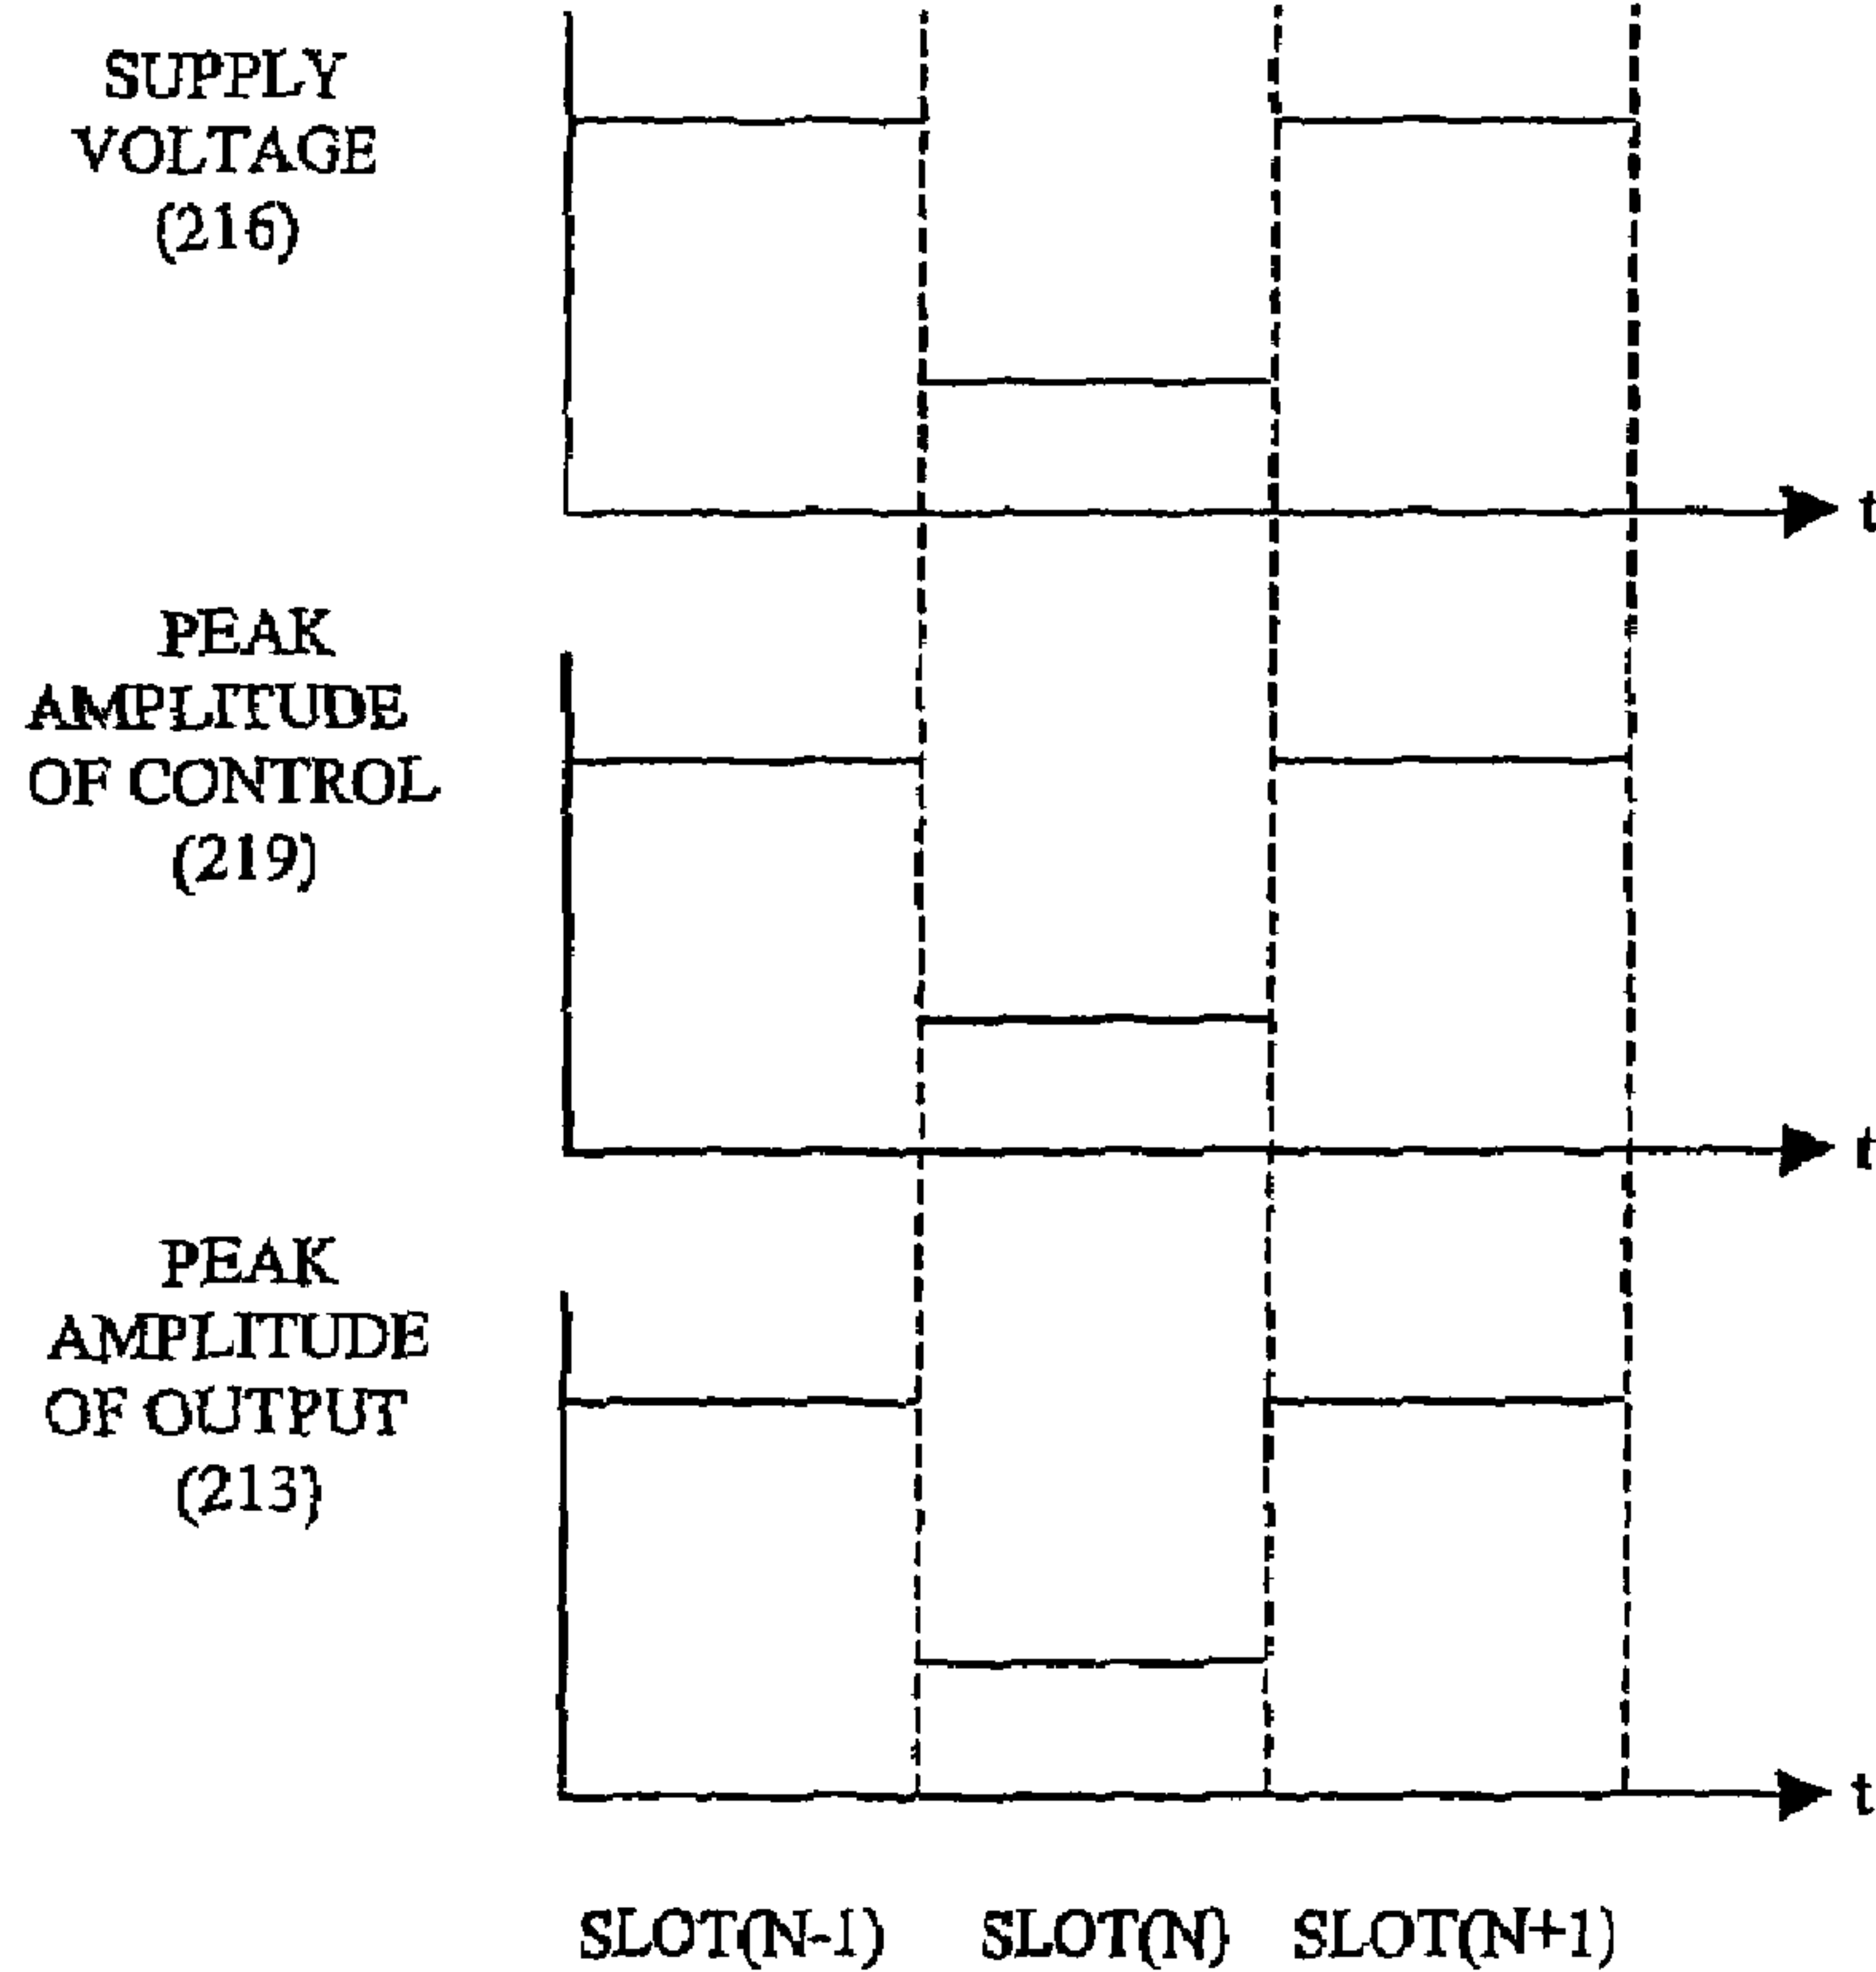 SUPPLY
VOLTAGE
(216)
t
PEAK
AMPLITUDE
OF CONTROL
(219)
t
PEAK
AMPLITUDE
OF OUTPUT
(213)
t
SLOT(N-1) SLOT(N) SLOT(N+1)